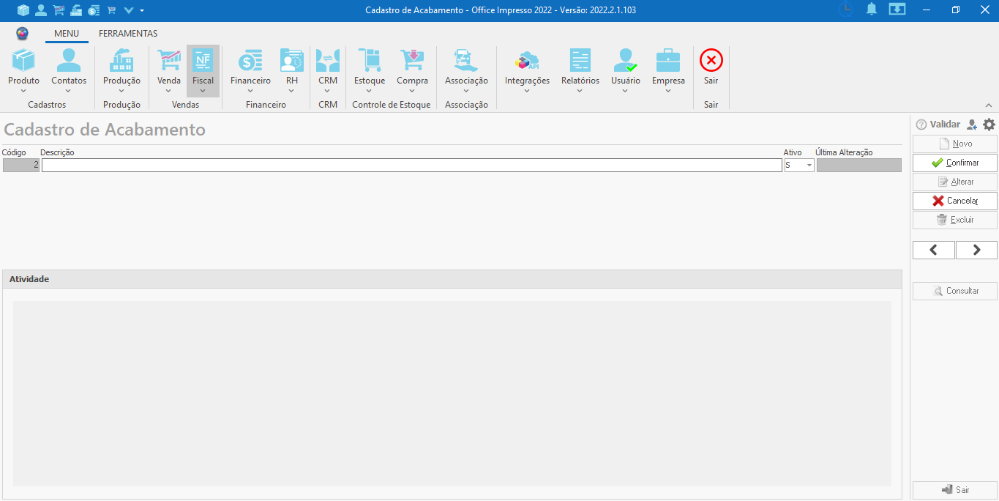 Cadastro de Acabamento - Office Impresso 2022 - Versão: 2022.2.1.103
MENU FERRAMENTAS
Produto Contatos Produção Venda Fiscal Financeiro RH CRM Estoque Compra Associação Integrações Relatórios Usuário Empresa Sair
Cadastros Produção Vendas Financeiro CRM Controle de Estoque Associação Sair
Cadastro de Acabamento
Validar
Código Descrição Ativo Última Alteração
2 S
Novo
Confirmar
Alterar
Cancelar
Excluir
Atividade
Consultar
Sair